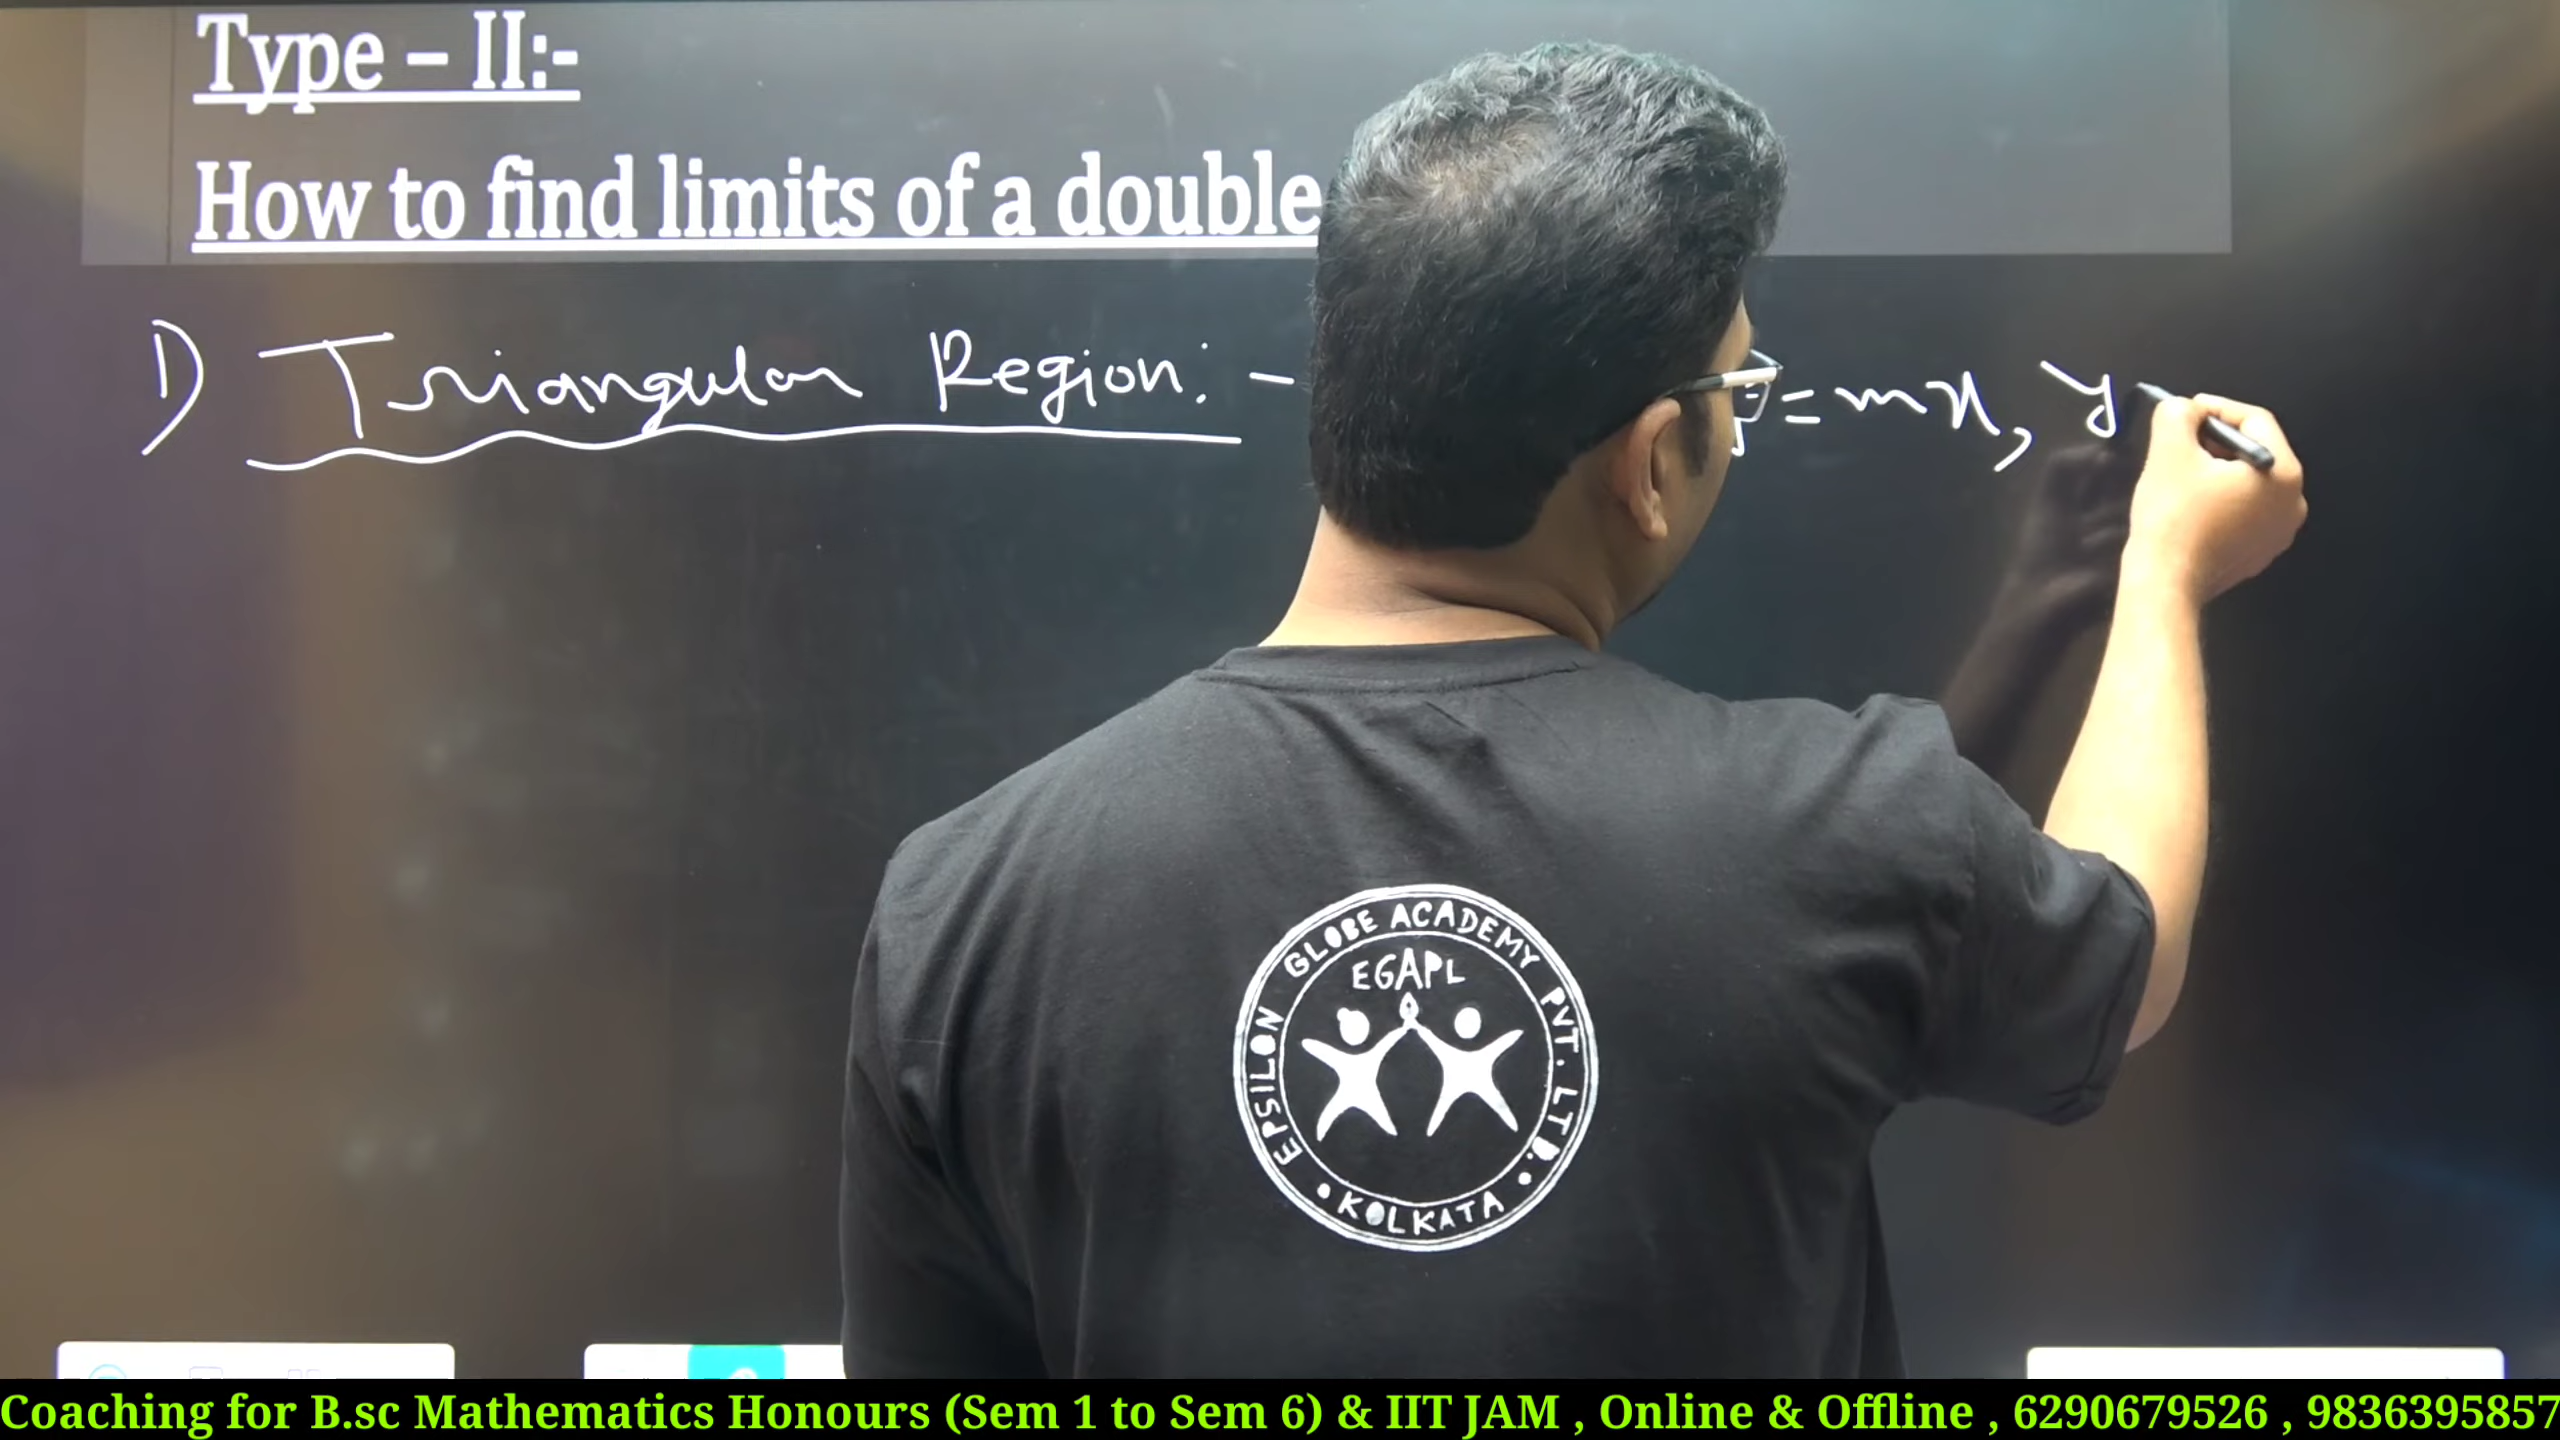 Type – II:-
How to find limits of a double
1) Triangular Region: -
y = mx, y
EPSILON GLOBE ACADEMY PVT. LTD.
EGAPL
• KOLKATA •
Coaching for B.sc Mathematics Honours (Sem 1 to Sem 6) & IIT JAM , Online & Offline , 6290679526 , 9836395857